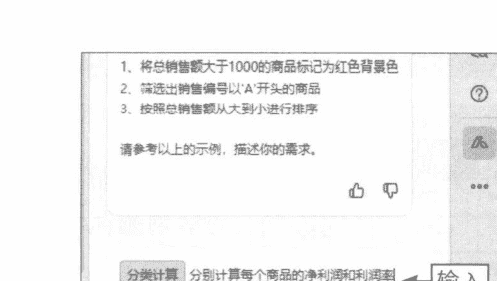 1、将总销售额大于1000的商品标记为红色背景色
2、筛选出销售编号以'A'开头的商品
3、按照总销售额从大到小进行排序
请参考以上的示例，描述你的需求。
分类计算 分别计算每个商品的净利润和利润率
输入